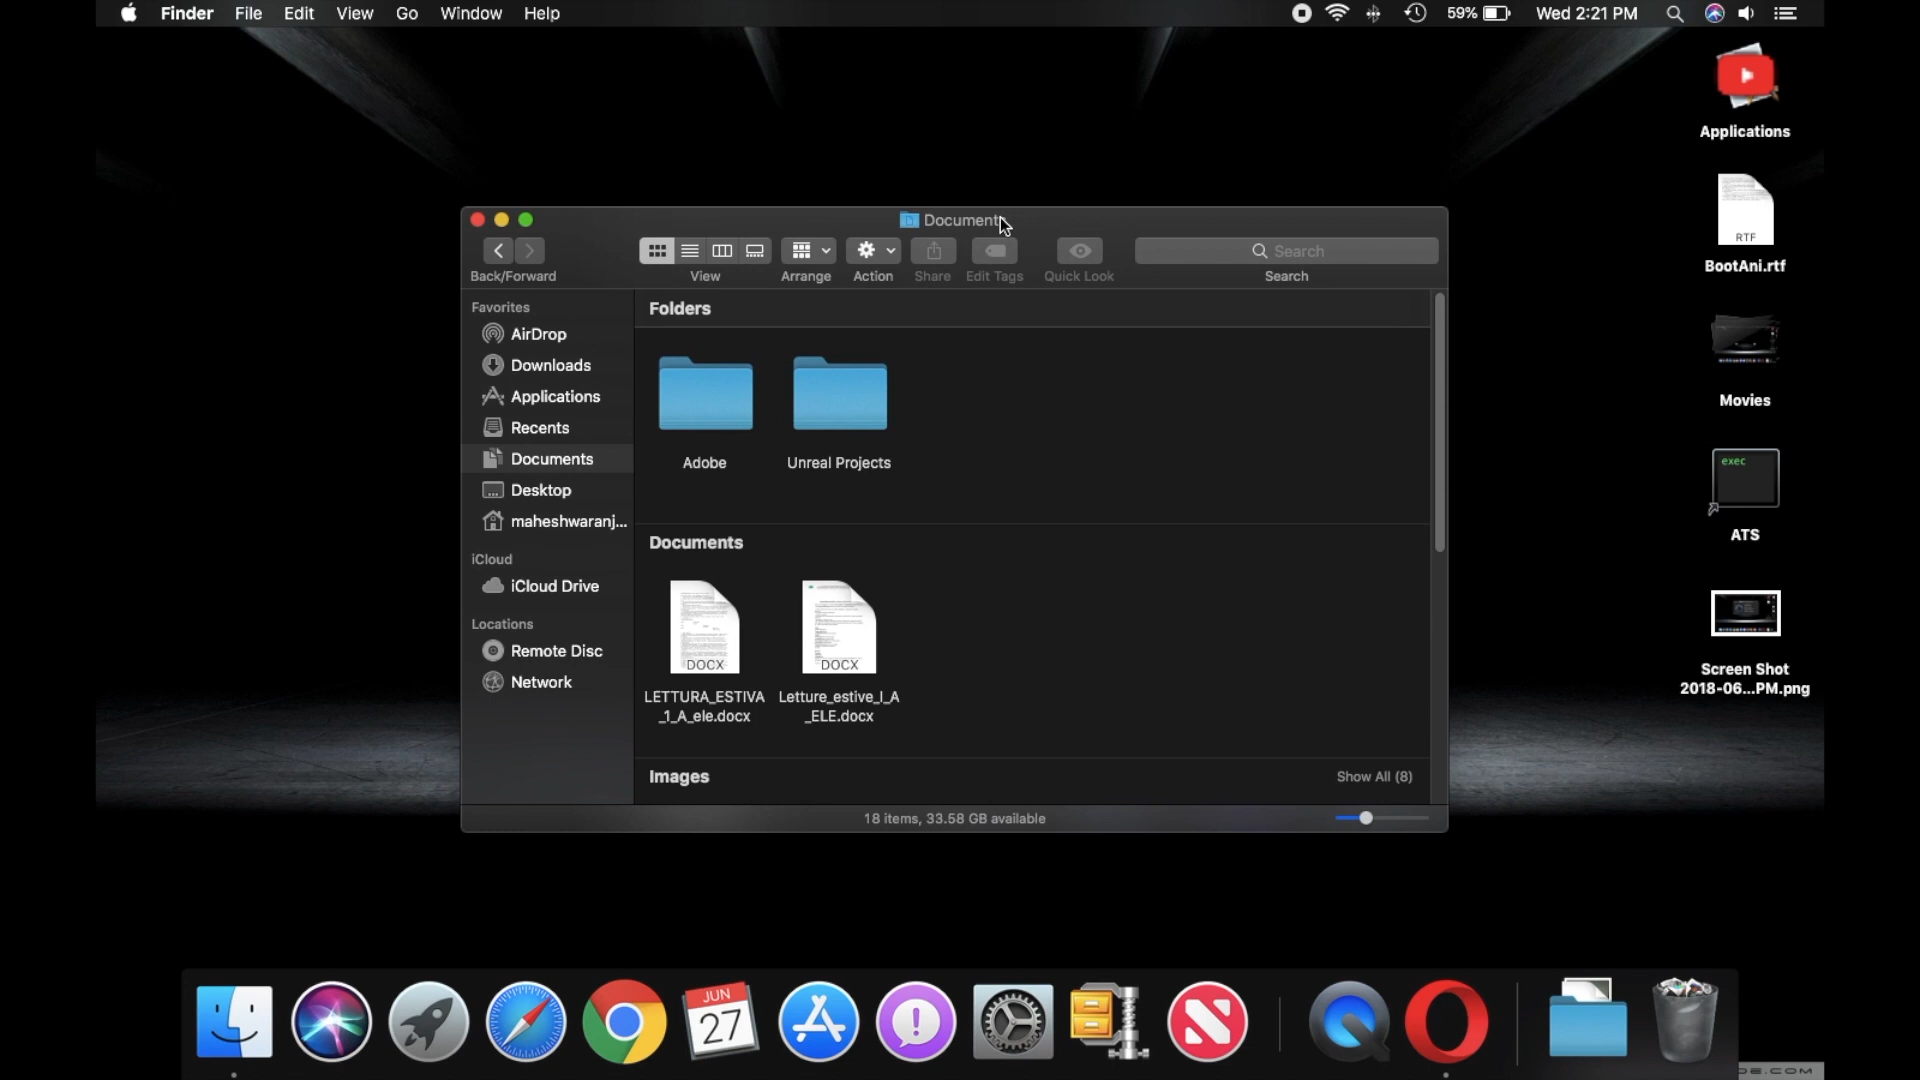 Finder File Edit View Go Window Help 59% Wed 2:21 PM
Document
Back/Forward View Arrange Action Share Edit Tags Quick Look Search
Search
Favorites
AirDrop
Downloads
Applications
Recents
Documents
Desktop
maheshwaranj...
iCloud
iCloud Drive
Locations
Remote Disc
Network
Folders
Adobe
Unreal Projects
Documents
DOCX
LETTURA_ESTIVA
_1_A_ele.docx
DOCX
Letture_estive_I_A
_ELE.docx
Images
Show All (8)
18 items, 33.58 GB available
Applications
RTF
BootAni.rtf
Movies
exec
ATS
Screen Shot
2018-06...PM.png
JUN
27
DE.COM